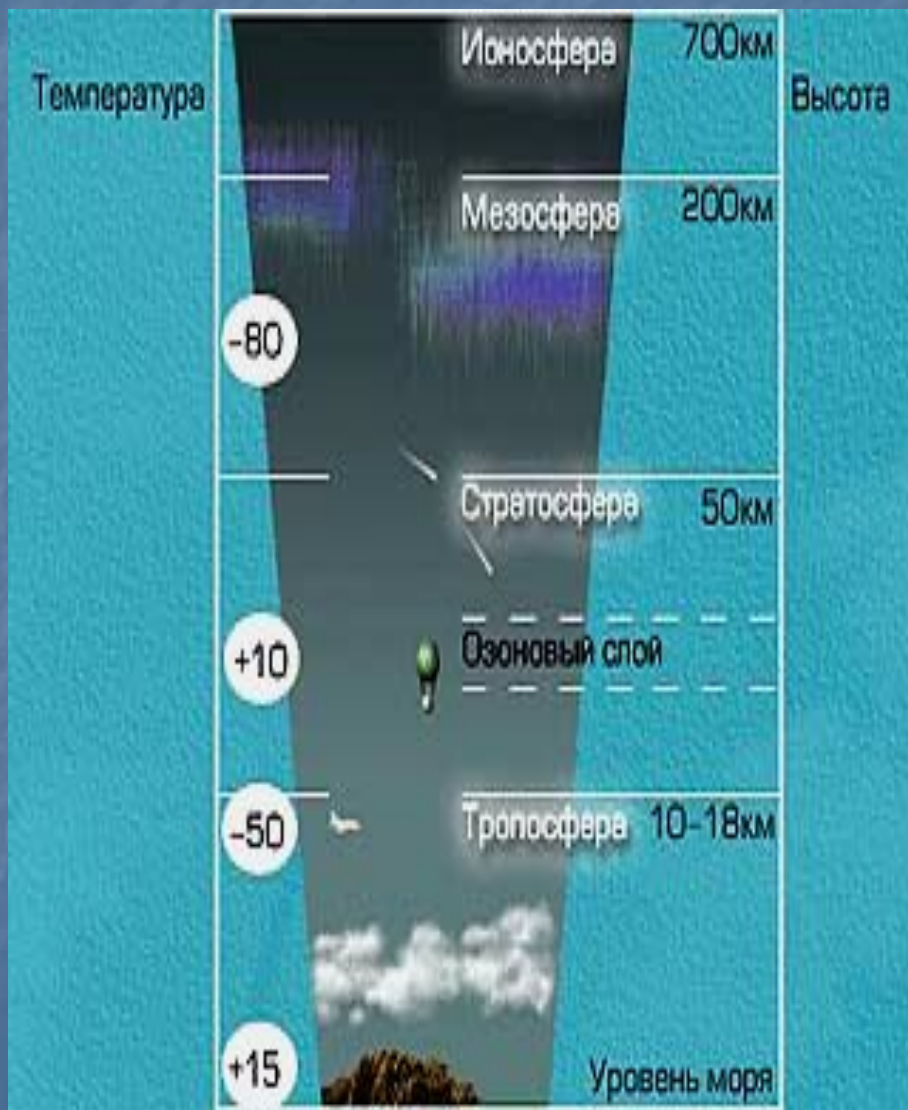 Ионосфера 700км
Температура Высота
Мезосфера 200км
-80
Стратосфера 50км
+10 Озоновый слой
-50 Тропосфера 10-18км
+15 Уровень моря